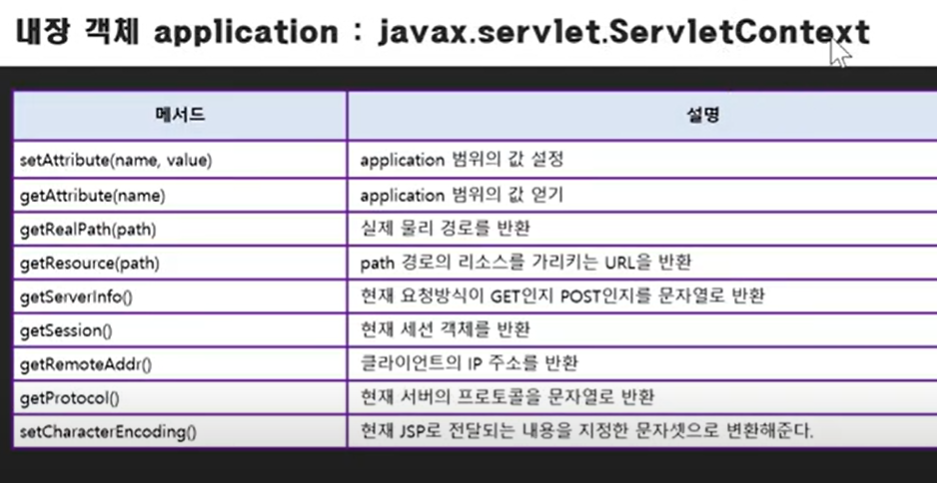 내장 객체 application : javax.servlet.ServletContext
메서드 설명
setAttribute(name, value) application 범위의 값 설정
getAttribute(name) application 범위의 값 얻기
getRealPath(path) 실제 물리 경로를 반환
getResource(path) path 경로의 리소스를 가리키는 URL을 반환
getServerInfo() 현재 요청방식이 GET인지 POST인지를 문자열로 반환
getSession() 현재 세선 객체를 반환
getRemoteAddr() 클라이언트의 IP 주소를 반환
getProtocol() 현재 서버의 프로토콜을 문자열로 반환
setCharacterEncoding() 현재 JSP로 전달되는 내용을 지정한 문자셋으로 변환해준다.